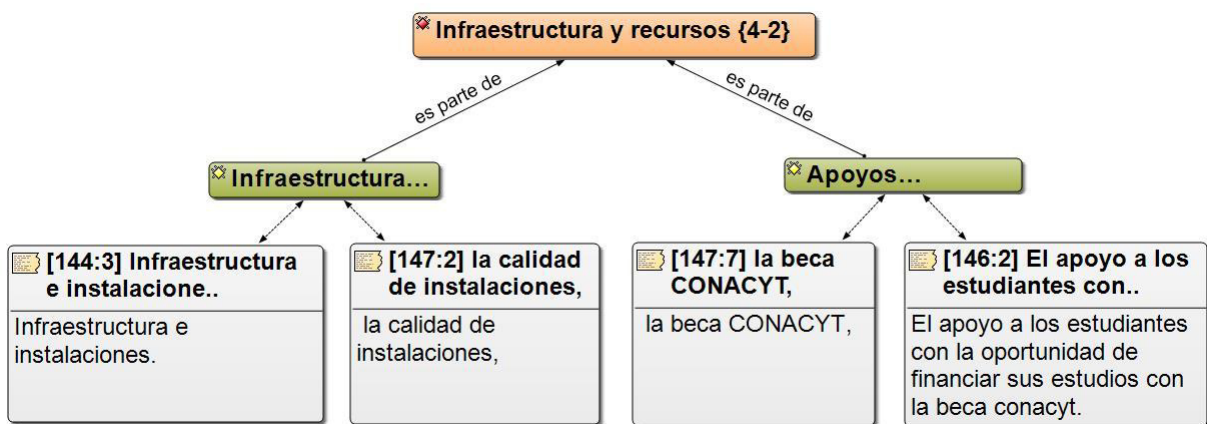 Infraestructura y recursos {4-2}
es parte de
es parte de
Infraestructura...
Apoyos...
[144:3] Infraestructura
e instalacione..
Infraestructura e
instalaciones.
[147:2] la calidad
de instalaciones,
la calidad de
instalaciones,
[147:7] la beca
CONACYT,
la beca CONACYT,
[146:2] El apoyo a los
estudiantes con..
El apoyo a los estudiantes
con la oportunidad de
financiar sus estudios con
la beca conacyt.